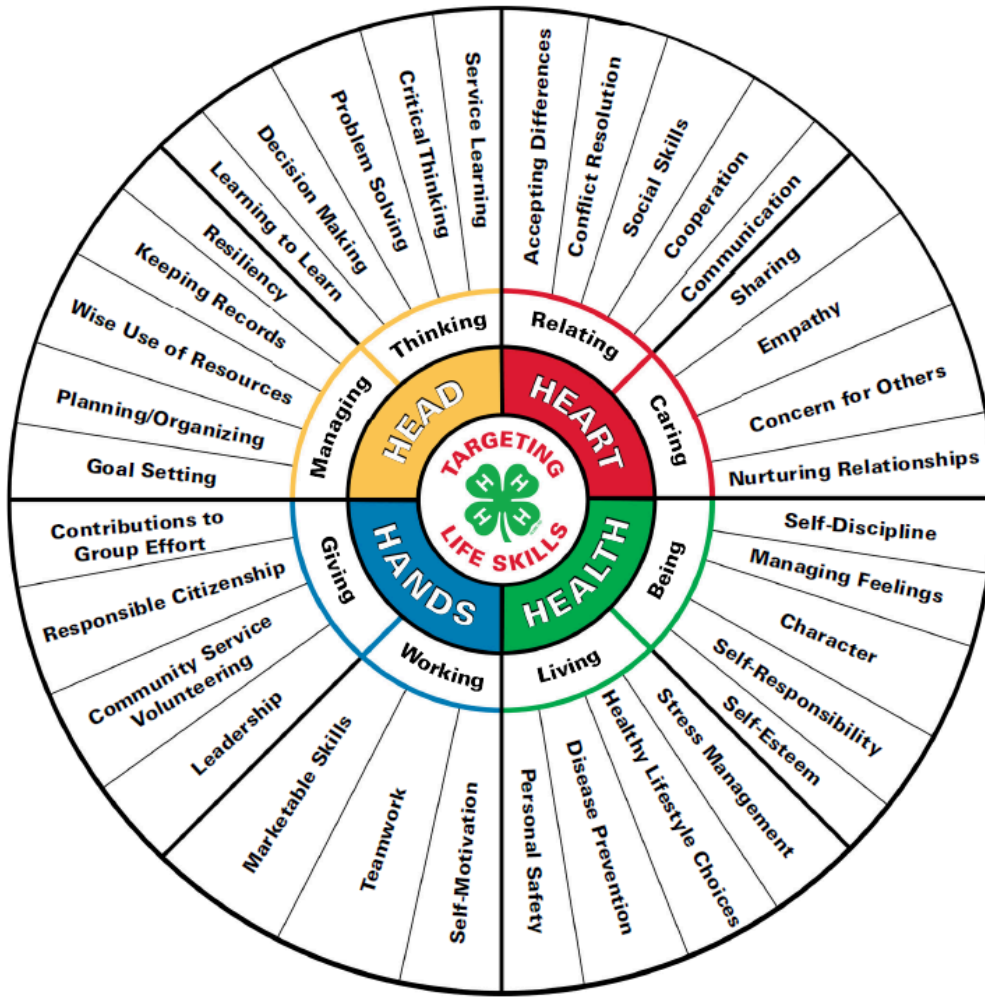 TARGETING
LIFE SKILLS
H H
H H
HEAD
HEART
HEALTH
HANDS
Thinking
Relating
Caring
Being
Living
Working
Giving
Managing
Learning to Learn
Decision Making
Problem Solving
Critical Thinking
Service Learning
Accepting Differences
Conflict Resolution
Social Skills
Cooperation
Communication
Sharing
Empathy
Concern for Others
Nurturing Relationships
Self-Discipline
Managing Feelings
Character
Self-Responsibility
Self-Esteem
Stress Management
Healthy Lifestyle Choices
Disease Prevention
Personal Safety
Self-Motivation
Teamwork
Marketable Skills
Leadership
Community Service
Volunteering
Responsible Citizenship
Contributions to
Group Effort
Goal Setting
Planning/Organizing
Wise Use of Resources
Keeping Records
Resiliency